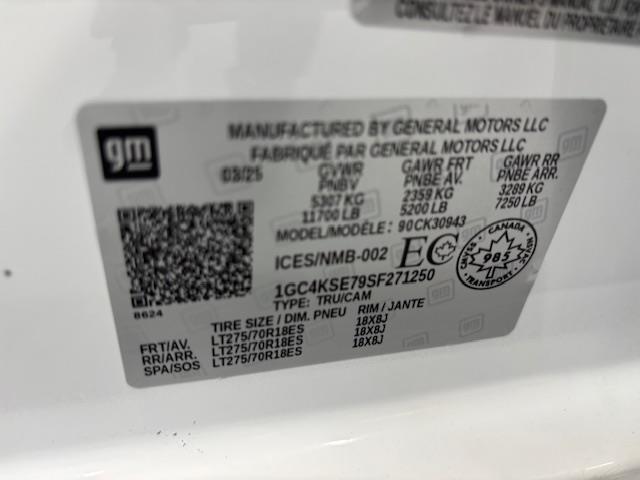 CONSULTEZ LE MANUEL DU PROPRIETAIRE
gm
MANUFACTURED BY GENERAL MOTORS LLC
FABRIQUÉ PAR GENERAL MOTORS LLC
03/25 GVWR GAWR FRT GAWR RR
PNBV PNBE AV. PNBE ARR.
5307 KG 2359 KG 3289 KG
11700 LB 5200 LB 7250 LB
MODEL/MODÈLE: 90CK30943
ICES/NMB-002 EC
CANADA
985
TRANSPORT
1GC4KSE79SF271250
TYPE: TRU/CAM
8624
TIRE SIZE / DIM. PNEU RIM / JANTE
FRT/AV. LT275/70R18ES 18X8J
RR/ARR. LT275/70R18ES 18X8J
SPA/SOS LT275/70R18ES 18X8J